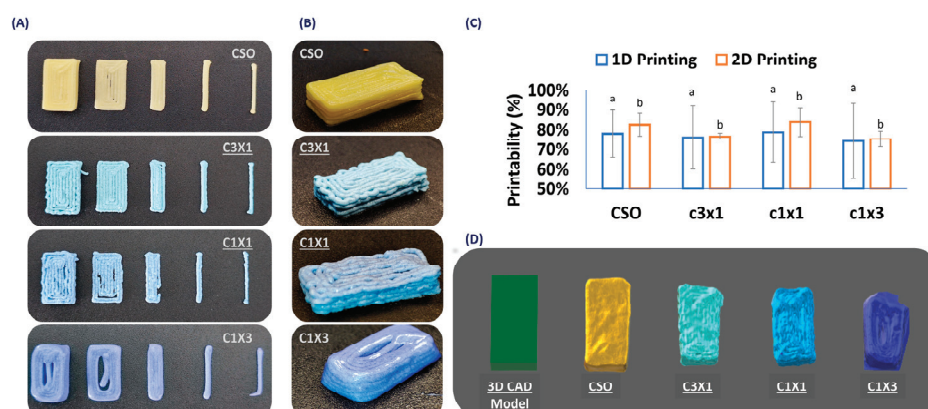 (A)
CSO
C3X1
C1X1
C1X3
(B)
CSO
C3X1
C1X1
C1X3
(C)
1D Printing
2D Printing
Printability (%)
100%
90%
80%
70%
60%
50%
a
b
a
b
a
b
a
b
CSO
c3x1
c1x1
c1x3
(D)
3D CAD
Model
CSO
C3X1
C1X1
C1X3